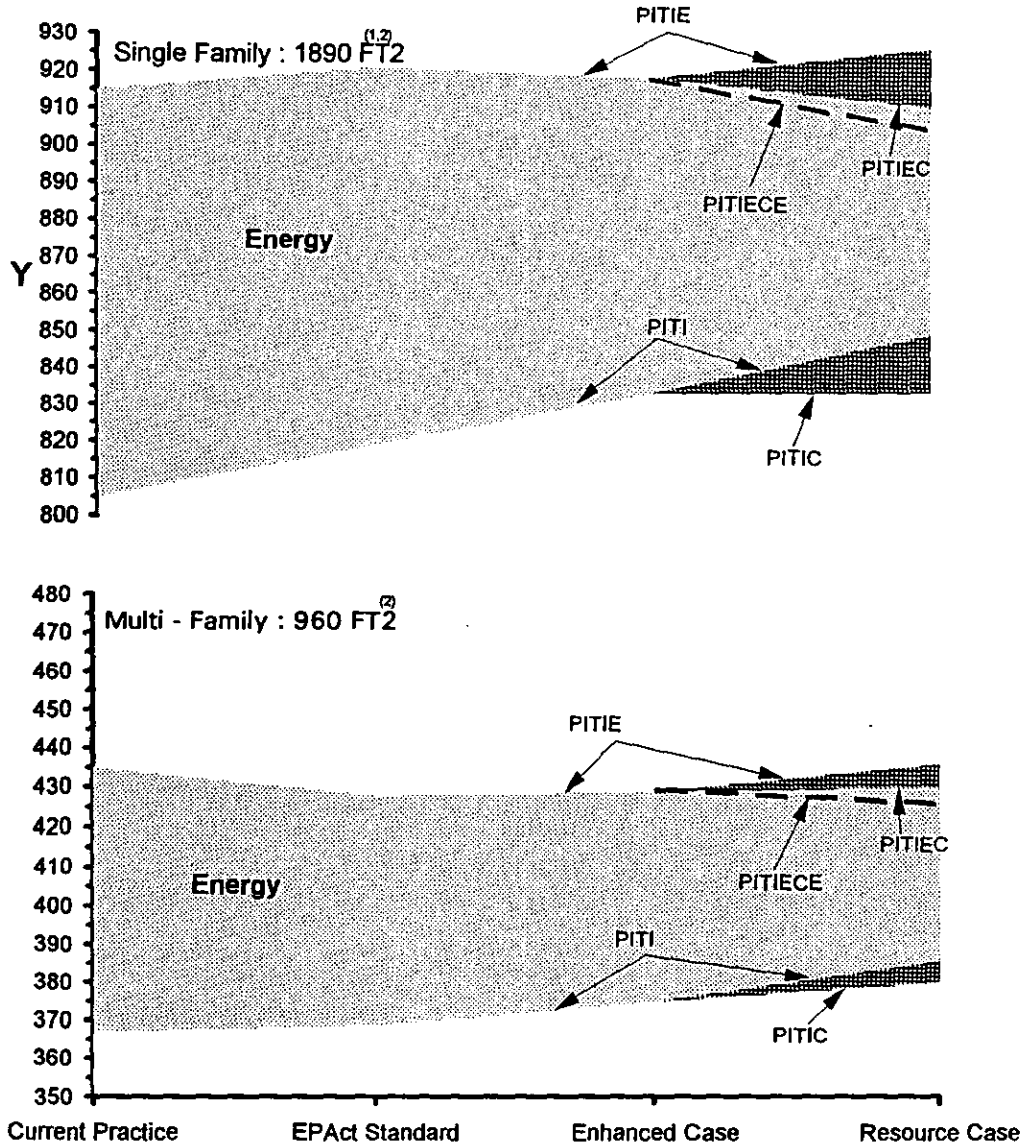 PITIE
930
Single Family : 1890 FT2 (1,2)
920
910
900
PITIEC
890
PITIECE
880
Energy
870
Y
860
850
PITI
840
830
820
PITIC
810
800
480
Multi - Family : 960 FT2 (2)
470
460
450
PITIE
440
430
420
PITIEC
410
PITIECE
Energy
400
390
PITI
380
370
PITIC
360
350
Current Practice EPAct Standard Enhanced Case Resource Case